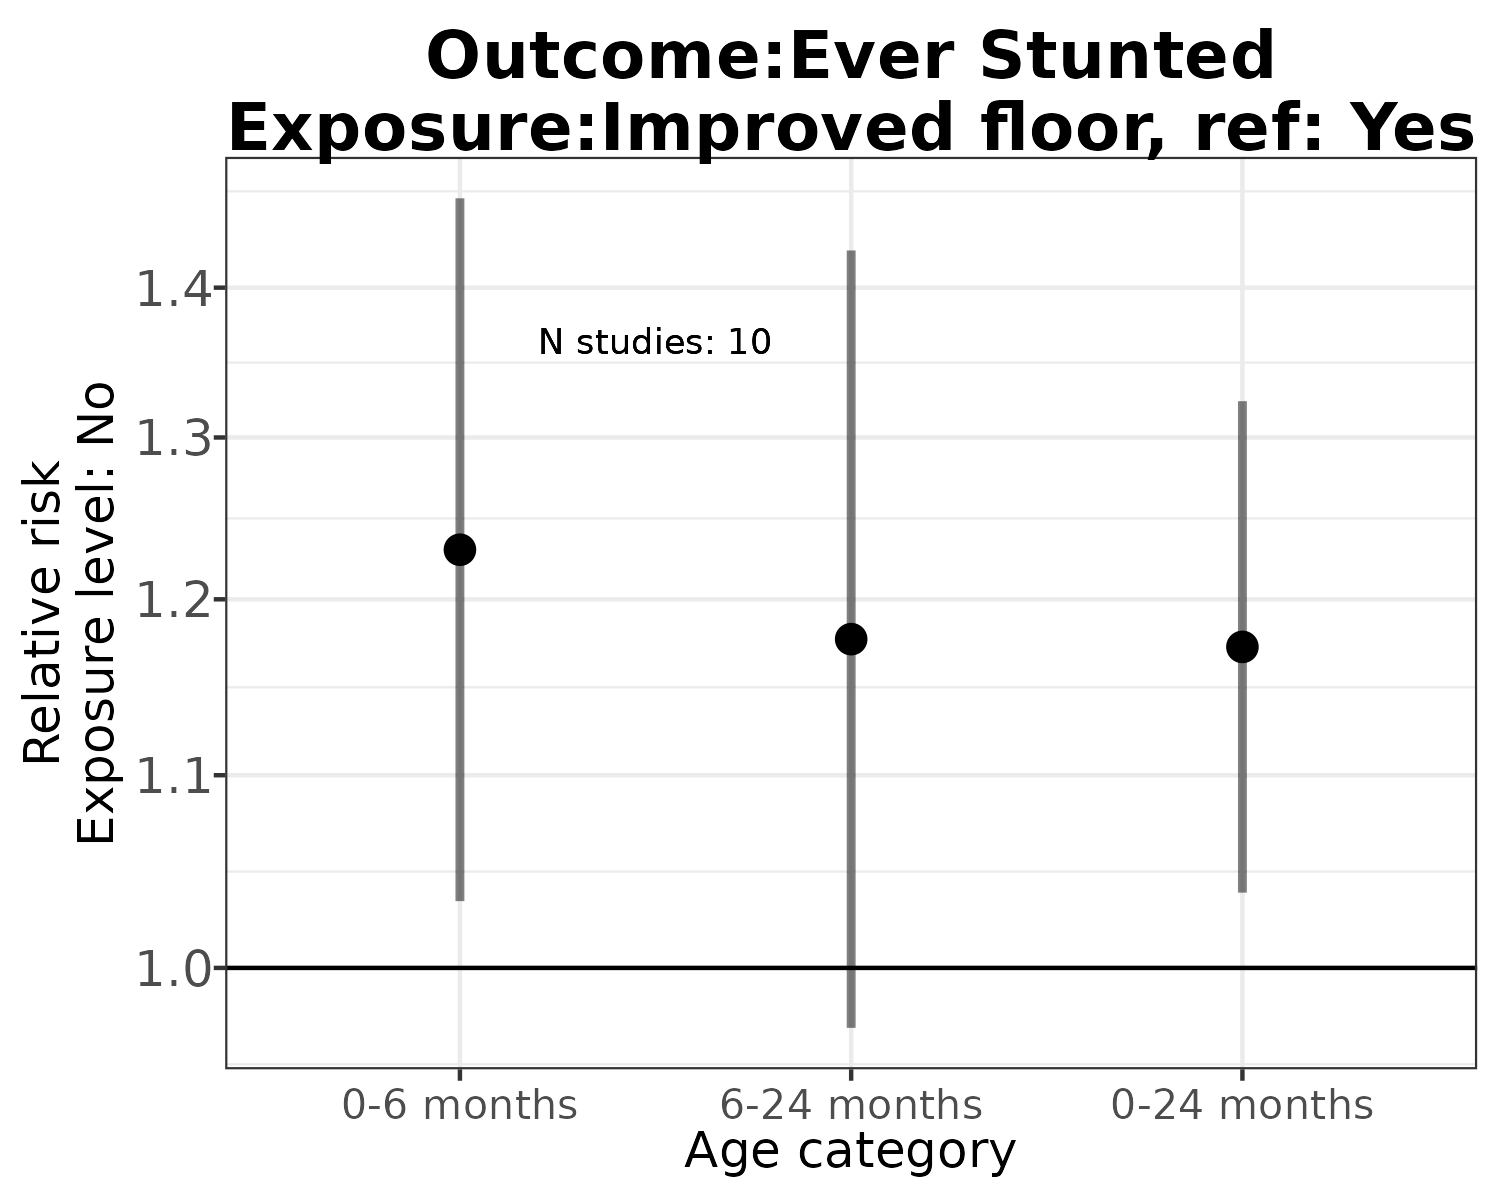 Outcome:Ever Stunted
Exposure:Improved floor, ref: Yes
Relative risk
Exposure level: No
1.4
1.3
1.2
1.1
1.0
N studies: 10
0-6 months
6-24 months
0-24 months
Age category